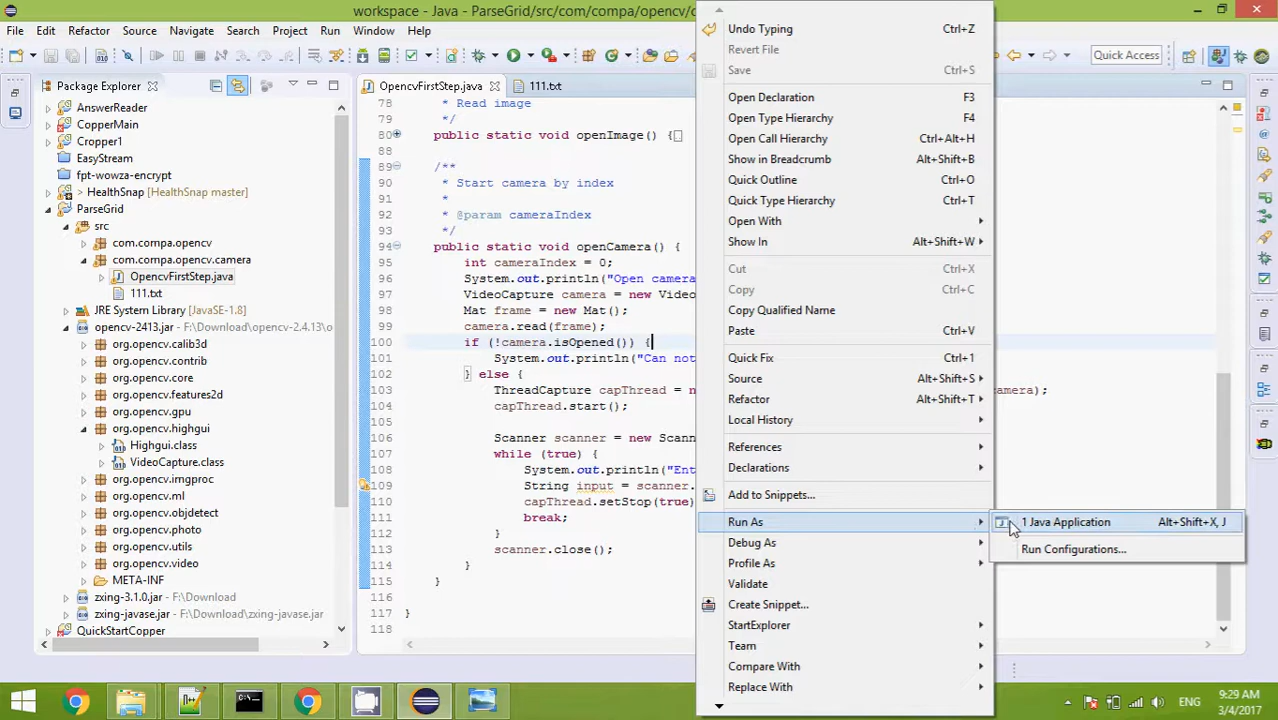 workspace - Java - ParseGrid/src/com/compa/opencv/c
File Edit Refactor Source Navigate Search Project Run Window Help
Quick Access
Package Explorer
AnswerReader
CopperMain
Cropper1
EasyStream
fpt-wowza-encrypt
> HealthSnap [HealthSnap master]
ParseGrid
src
com.compa.opencv
com.compa.opencv.camera
OpencvFirstStep.java
111.txt
JRE System Library [JavaSE-1.8]
opencv-2413.jar - F:\Download\opencv-2.4.13\o
org.opencv.calib3d
org.opencv.contrib
org.opencv.core
org.opencv.features2d
org.opencv.gpu
org.opencv.highgui
Highgui.class
VideoCapture.class
org.opencv.imgproc
org.opencv.ml
org.opencv.objdetect
org.opencv.photo
org.opencv.utils
org.opencv.video
META-INF
zxing-3.1.0.jar - F:\Download
zxing-javase.jar - F:\Download
QuickStartCopper
OpencvFirstStep.java
111.txt
78 * Read image
79 */
80 public static void openImage() {
88
89 /**
90 * Start camera by index
91 *
92 * @param cameraIndex
93 */
94 public static void openCamera() {
95 int cameraIndex = 0;
96 System.out.println("Open camera
97 VideoCapture camera = new Video
98 Mat frame = new Mat();
99 camera.read(frame);
100 if (!camera.isOpened()) {
101 System.out.println("Can not
102 } else {
103 ThreadCapture capThread = n amera);
104 capThread.start();
105
106 Scanner scanner = new Scann
107 while (true) {
108 System.out.println("Ent
109 String input = scanner.
110 capThread.setStop(true)
111 break;
112 }
113 scanner.close();
114 }
115 }
116
117 }
118
Undo Typing Ctrl+Z
Revert File
Save Ctrl+S
Open Declaration F3
Open Type Hierarchy F4
Open Call Hierarchy Ctrl+Alt+H
Show in Breadcrumb Alt+Shift+B
Quick Outline Ctrl+O
Quick Type Hierarchy Ctrl+T
Open With
Show In Alt+Shift+W
Cut Ctrl+X
Copy Ctrl+C
Copy Qualified Name
Paste Ctrl+V
Quick Fix Ctrl+1
Source Alt+Shift+S
Refactor Alt+Shift+T
Local History
References
Declarations
Add to Snippets...
Run As
Debug As
Profile As
Validate
Create Snippet...
StartExplorer
Team
Compare With
Replace With
1 Java Application Alt+Shift+X, J
Run Configurations...
ENG
9:29 AM
3/4/2017